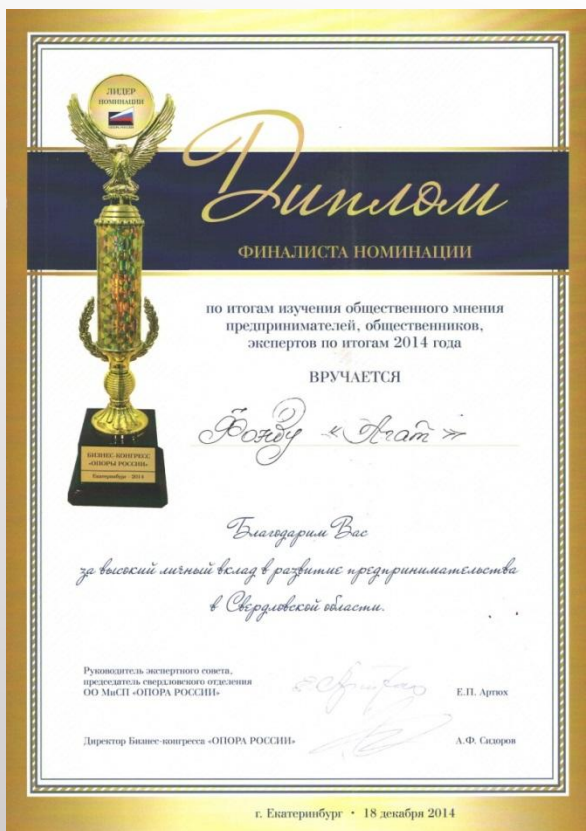 ЛИДЕР
НОМИНАЦИИ
Диплом
ФИНАЛИСТА НОМИНАЦИИ
по итогам изучения общественного мнения
предпринимателей, общественников,
экспертов по итогам 2014 года
ВРУЧАЕТСЯ
Фонду «Агат»
БИЗНЕС-КОНГРЕСС
«ОПОРЫ РОССИИ»
Екатеринбург - 2014
Благодарим Вас
за высокий личный вклад в развитие предпринимательства
в Свердловской области.
Руководитель экспертного совета,
председатель свердловского отделения
ОО МиСП «ОПОРА РОССИИ»
Е.П. Артюх
Директор Бизнес-конгресса «ОПОРА РОССИИ»
А.Ф. Сидоров
г. Екатеринбург • 18 декабря 2014